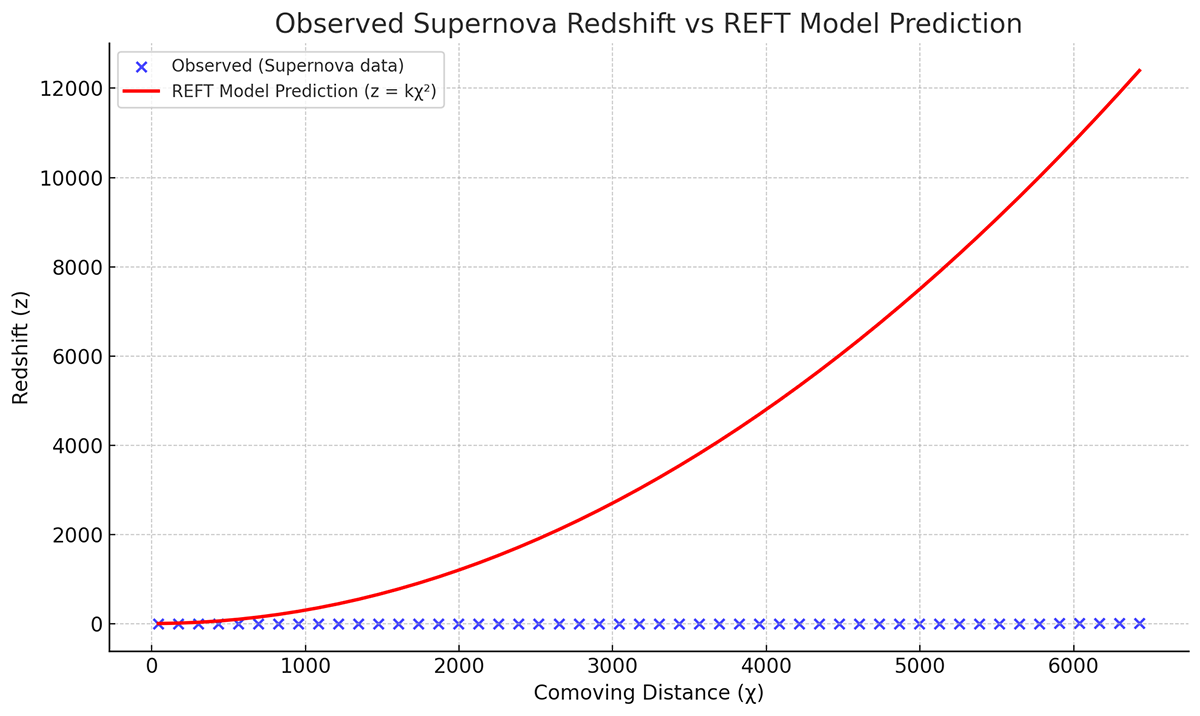 Observed Supernova Redshift vs REFT Model Prediction
Observed (Supernova data)
REFT Model Prediction (z = kχ²)
12000
10000
8000
6000
4000
2000
0
Redshift (z)
0 1000 2000 3000 4000 5000 6000
Comoving Distance (χ)